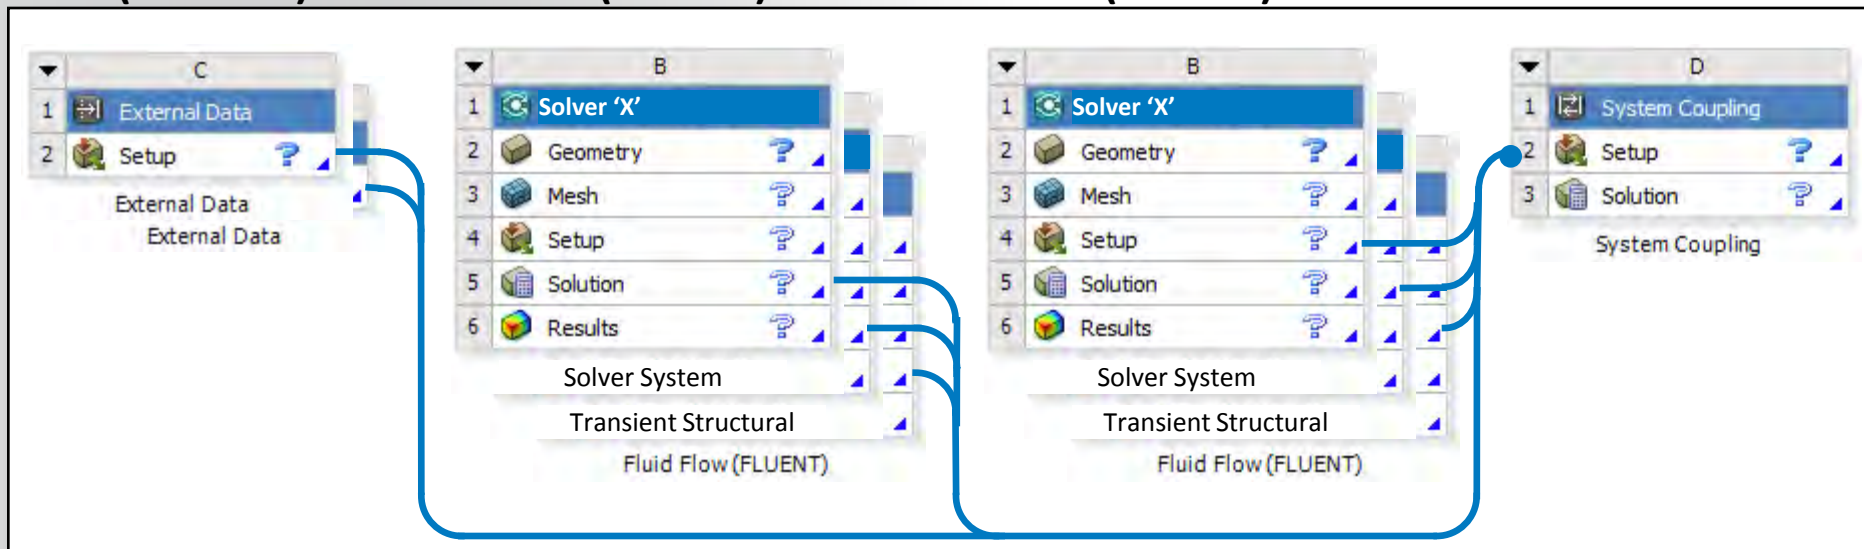 C
1 External Data
2 Setup ?
External Data
External Data
B
1 Solver ‘X’
2 Geometry ?
3 Mesh ?
4 Setup ?
5 Solution ?
6 Results ?
Solver System
Transient Structural
Fluid Flow (FLUENT)
B
1 Solver ‘X’
2 Geometry ?
3 Mesh ?
4 Setup ?
5 Solution ?
6 Results ?
Solver System
Transient Structural
Fluid Flow (FLUENT)
D
1 System Coupling
2 Setup ?
3 Solution ?
System Coupling